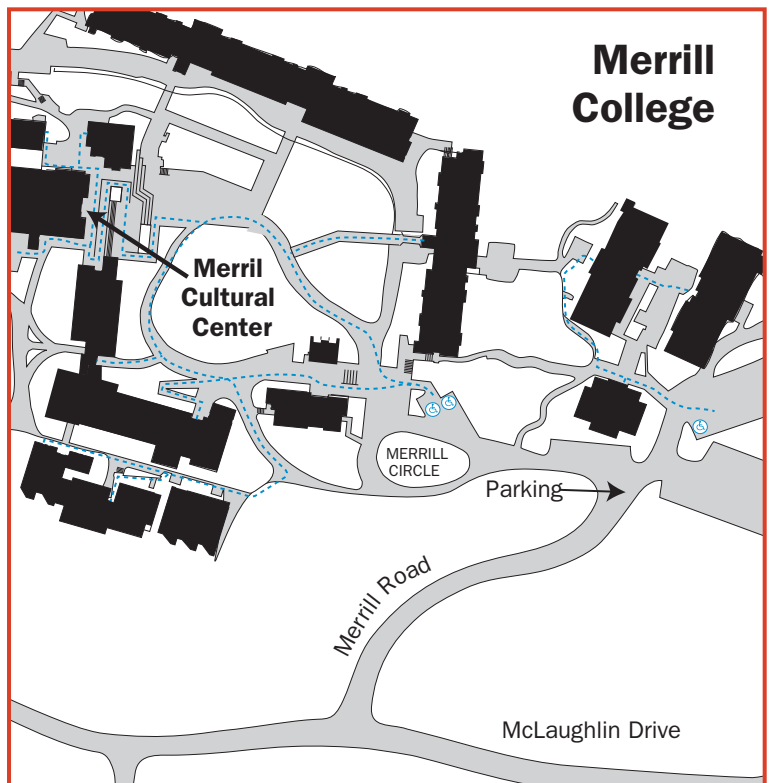 Merrill
College
Merril
Cultural
Center
MERRILL
CIRCLE
Parking
Merrill Road
McLaughlin Drive